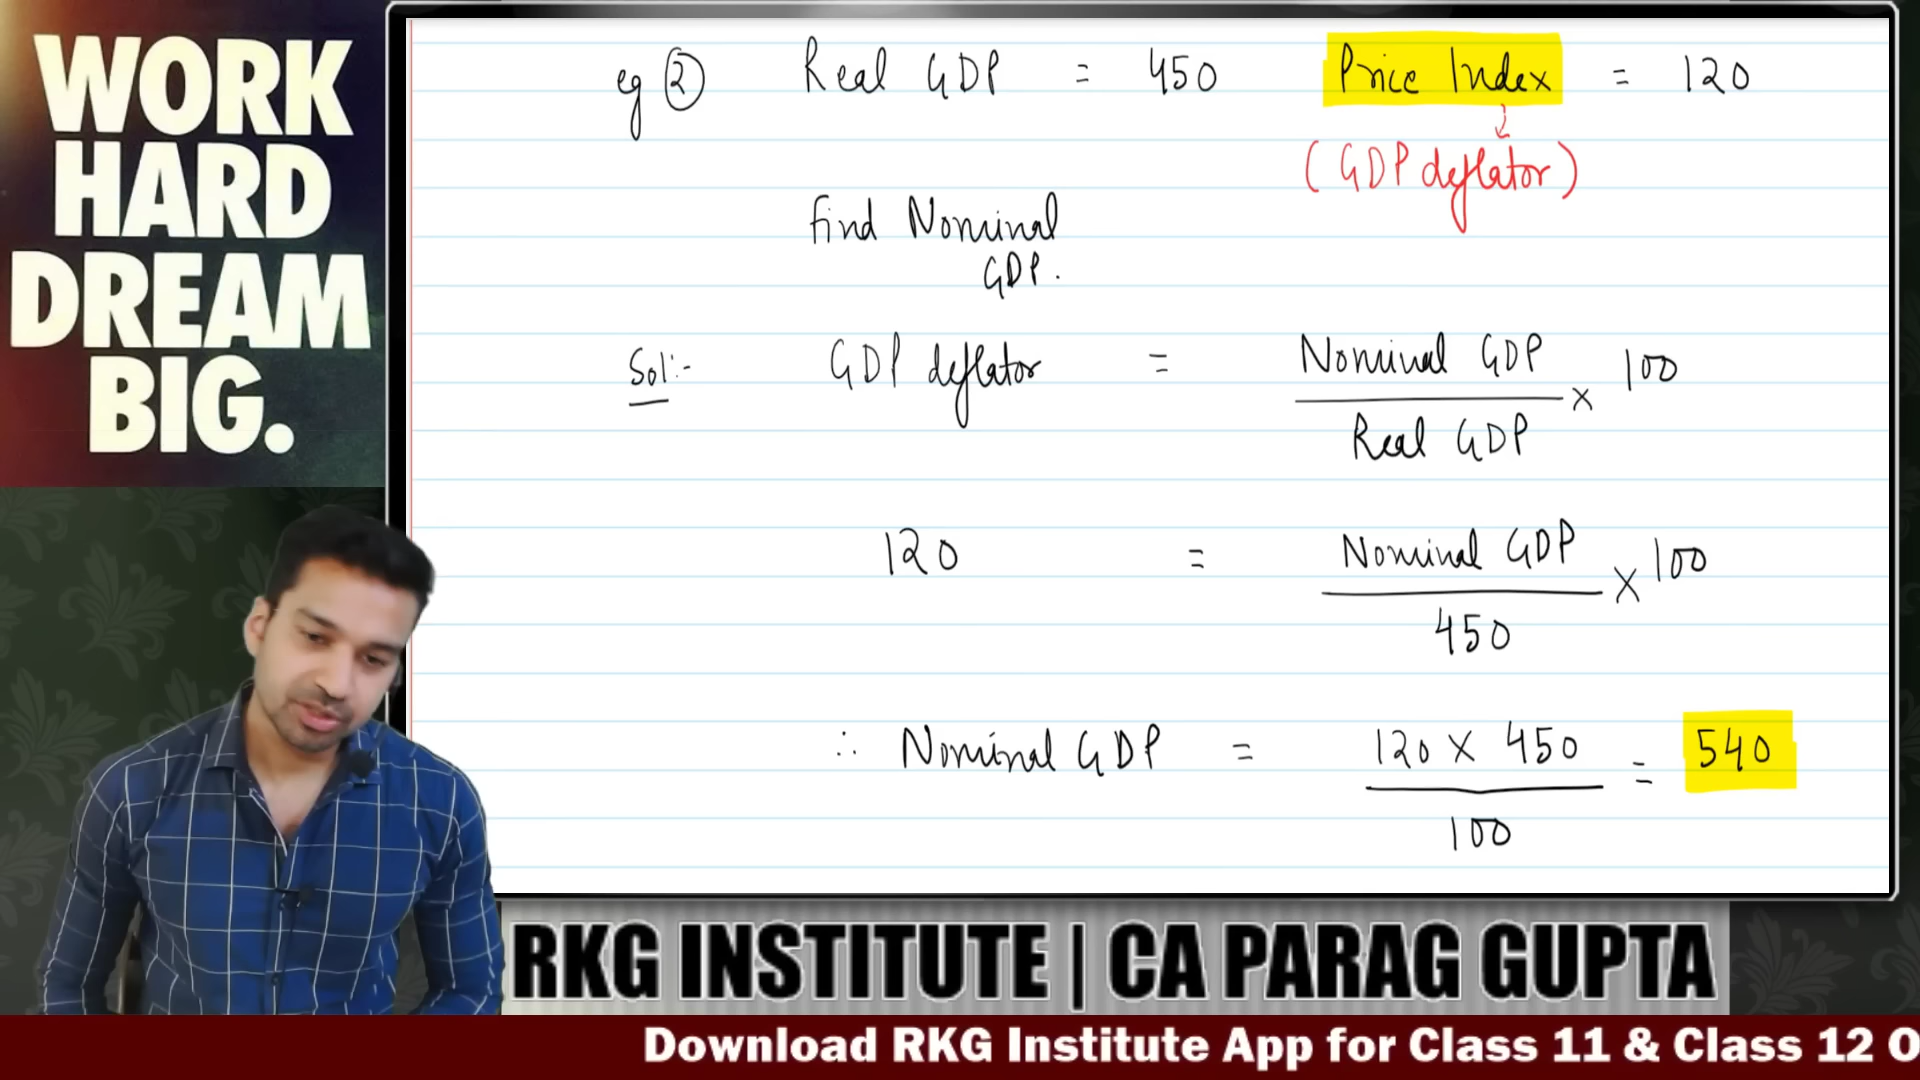 WORK
HARD
DREAM
BIG.
eg ② Real GDP = 450 Price Index = 120
(GDP deflator)
find Nominal
GDP.
Sol:- GDP deflator = Nominal GDP / Real GDP × 100
120 = Nominal GDP / 450 × 100
∴ Nominal GDP = 120 × 450 / 100 = 540
RKG INSTITUTE | CA PARAG GUPTA
Download RKG Institute App for Class 11 & Class 12 O